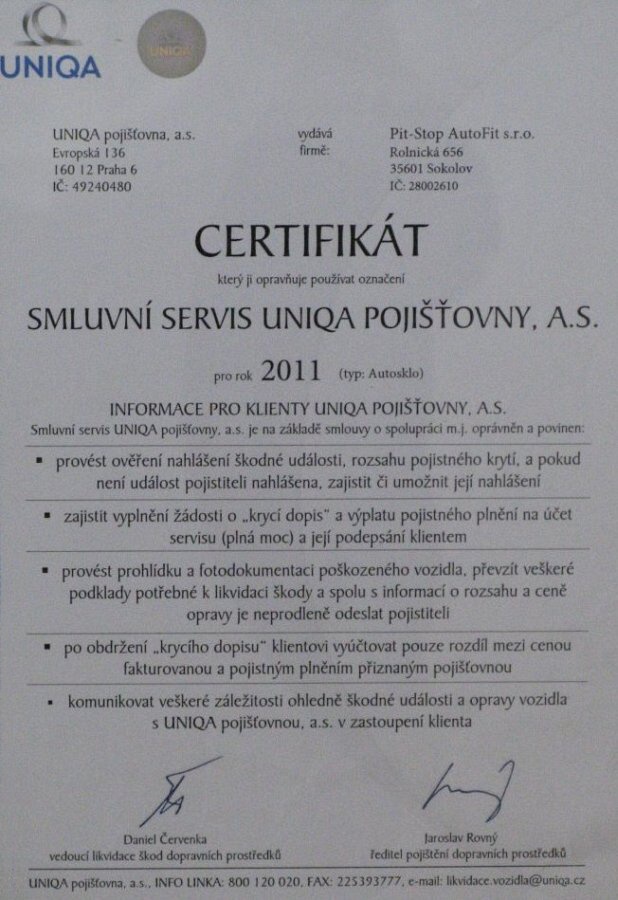 UNIQA
UNIQA
UNIQA pojišťovna, a.s.
Evropská 136
160 12 Praha 6
IČ: 49240480
vydává
firmě:
Pit-Stop AutoFit s.r.o.
Rolnická 656
35601 Sokolov
IČ: 28002610
CERTIFIKÁT
který ji opravňuje používat označení
SMLUVNÍ SERVIS UNIQA POJIŠŤOVNY, A.S.
pro rok 2011 (typ: Autosklo)
INFORMACE PRO KLIENTY UNIQA POJIŠŤOVNY, A.S.
Smluvní servis UNIQA pojišťovny, a.s. je na základě smlouvy o spolupráci m.j. oprávněn a povinen:
▪ provést ověření nahlášení škodné události, rozsahu pojistného krytí, a pokud
není událost pojistiteli nahlášena, zajistit či umožnit její nahlášení
▪ zajistit vyplnění žádosti o „krycí dopis“ a výplatu pojistného plnění na účet
servisu (plná moc) a její podepsání klientem
▪ provést prohlídku a fotodokumentaci poškozeného vozidla, převzít veškeré
podklady potřebné k likvidaci škody a spolu s informací o rozsahu a ceně
opravy je neprodleně odeslat pojistiteli
▪ po obdržení „krycího dopisu“ klientovi vyúčtovat pouze rozdíl mezi cenou
fakturovanou a pojistným plněním přiznaným pojišťovnou
▪ komunikovat veškeré záležitosti ohledně škodné události a opravy vozidla
s UNIQA pojišťovnou, a.s. v zastoupení klienta
Daniel Červenka
vedoucí likvidace škod dopravních prostředků
Jaroslav Rovný
ředitel pojištění dopravních prostředků
UNIQA pojišťovna, a.s., INFO LINKA: 800 120 020, FAX: 225393777, e-mail: likvidace.vozidla@uniqa.cz